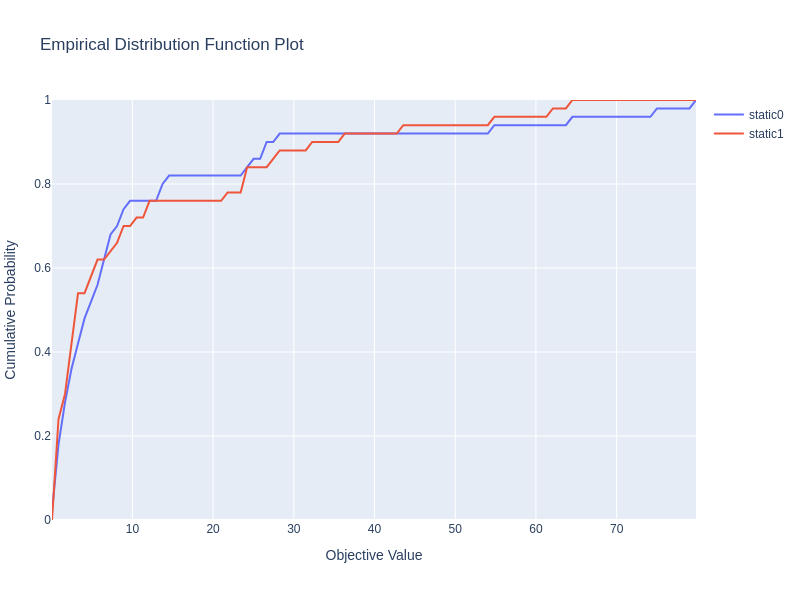 Empirical Distribution Function Plot
1
0.8
0.6
0.4
0.2
0
10
20
30
40
50
60
70
Objective Value
Cumulative Probability
static0
static1